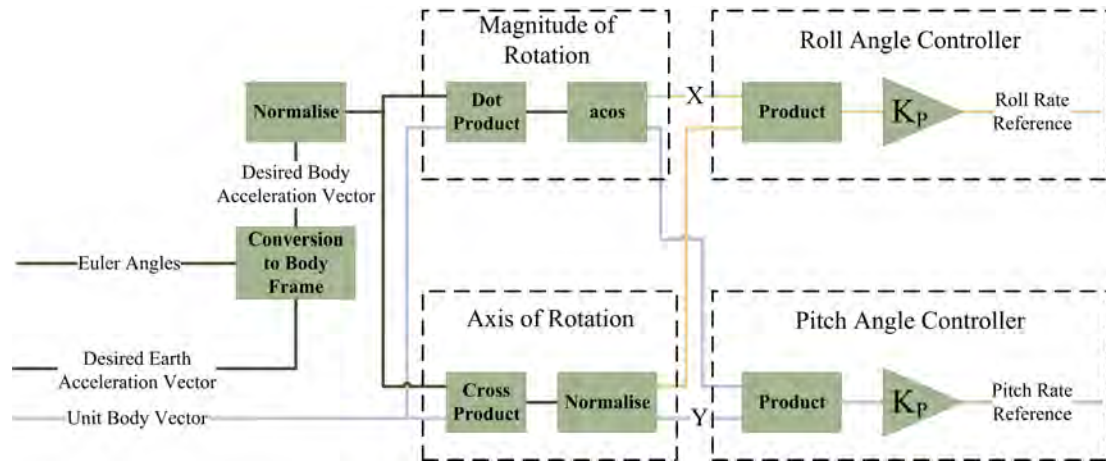 Magnitude of
Rotation
Roll Angle Controller
Normalise
Dot
Product
acos
X
Product
K_P
Roll Rate
Reference
Desired Body
Acceleration Vector
Euler Angles
Conversion
to Body
Frame
Axis of Rotation
Pitch Angle Controller
Desired Earth
Acceleration Vector
Unit Body Vector
Cross
Product
Normalise
Y
Product
K_P
Pitch Rate
Reference